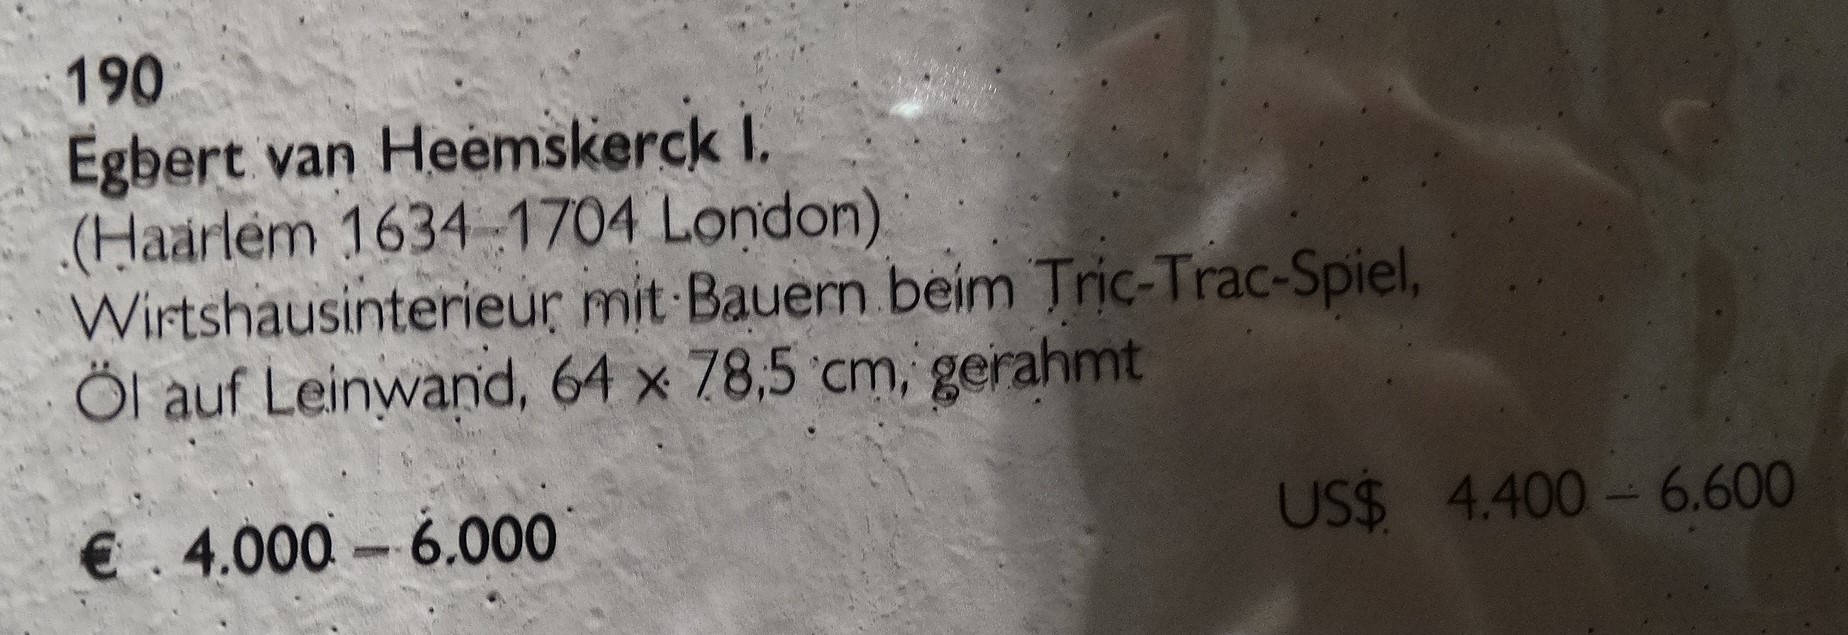 190
Egbert van Heemskerck I.
(Haarlem 1634–1704 London)
Wirtshausinterieur mit Bauern beim Tric-Trac-Spiel,
Öl auf Leinwand, 64 x 78,5 cm, gerahmt
US$ 4.400 – 6.600
€ 4.000 – 6.000